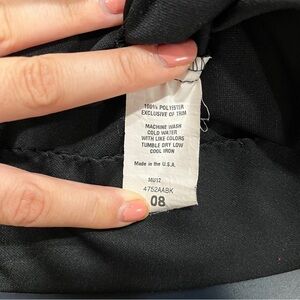 100% POLYESTER
EXCLUSIVE OF TRIM
MACHINE WASH
COLD WATER
WITH LIKE COLORS
TUMBLE DRY LOW
COOL IRON
Made in the U.S.A.
4752AABK
08